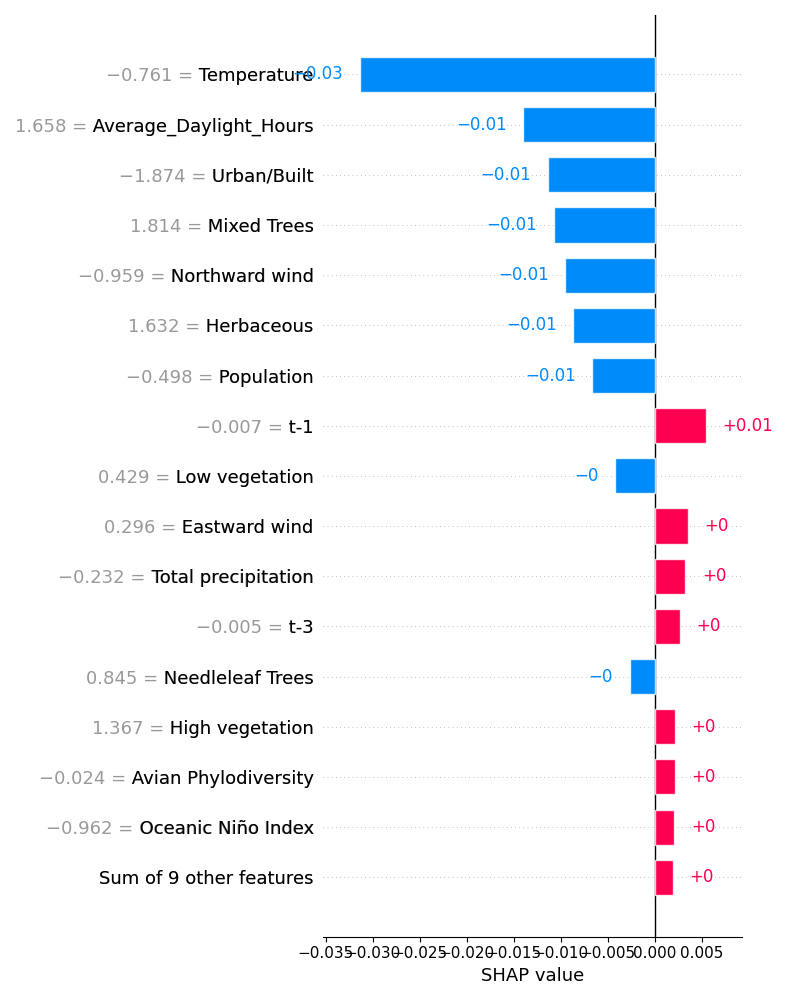 −0.761 = Temperature −0.03
1.658 = Average_Daylight_Hours −0.01
−1.874 = Urban/Built −0.01
1.814 = Mixed Trees −0.01
−0.959 = Northward wind −0.01
1.632 = Herbaceous −0.01
−0.498 = Population −0.01
−0.007 = t-1 +0.01
0.429 = Low vegetation −0
0.296 = Eastward wind +0
−0.232 = Total precipitation +0
−0.005 = t-3 +0
0.845 = Needleleaf Trees −0
1.367 = High vegetation +0
−0.024 = Avian Phylodiversity +0
−0.962 = Oceanic Niño Index +0
Sum of 9 other features +0
−0.035 −0.030 −0.025 −0.020 −0.015 −0.010 −0.005 0.000 0.005
SHAP value